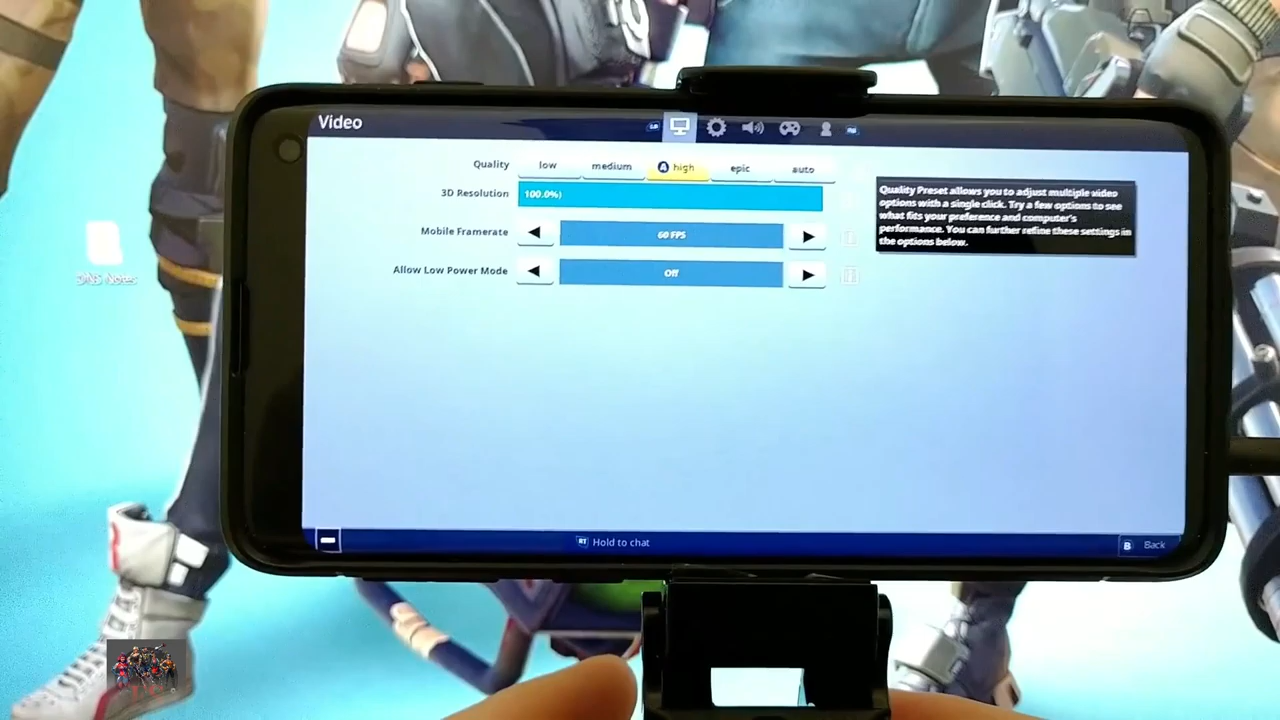 Video
Quality
low
medium
A
high
epic
auto
3D Resolution
100.0%)
Mobile Framerate
60 FPS
Allow Low Power Mode
Off
Quality Preset allows you to adjust multiple video
options with a single click. Try a few options to see
what fits your preference and computer's
performance. You can further refine these settings in
the options below.
RT Hold to chat
B Back